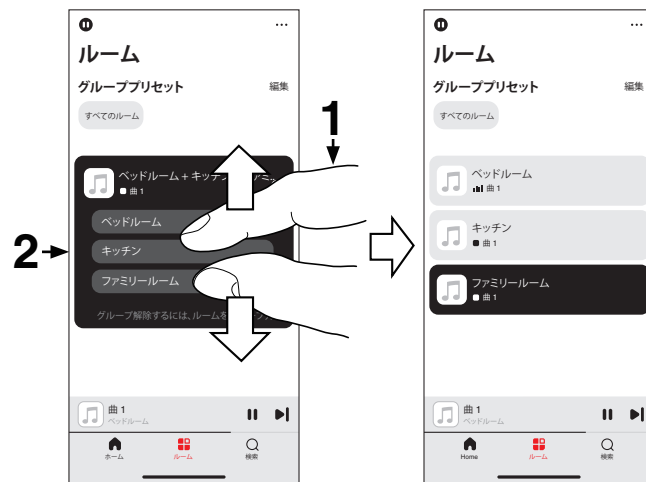 ルーム
グループプリセット
編集
すべてのルーム
ベッドルーム + キッチン
曲 1
ベッドルーム
キッチン
ファミリールーム
グループ解除するには、ルームを
曲 1
ベッドルーム
ホーム
ルーム
検索
1
2
ルーム
グループプリセット
編集
すべてのルーム
ベッドルーム
曲 1
キッチン
曲 1
ファミリールーム
曲 1
曲 1
ベッドルーム
Home
ルーム
検索